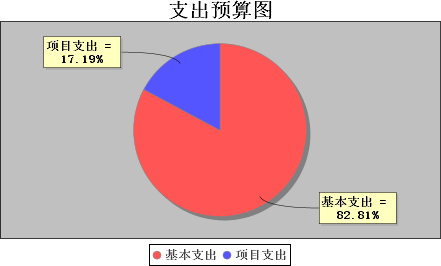 支出预算图
项目支出 =
17.19%
基本支出 =
82.81%
基本支出 项目支出